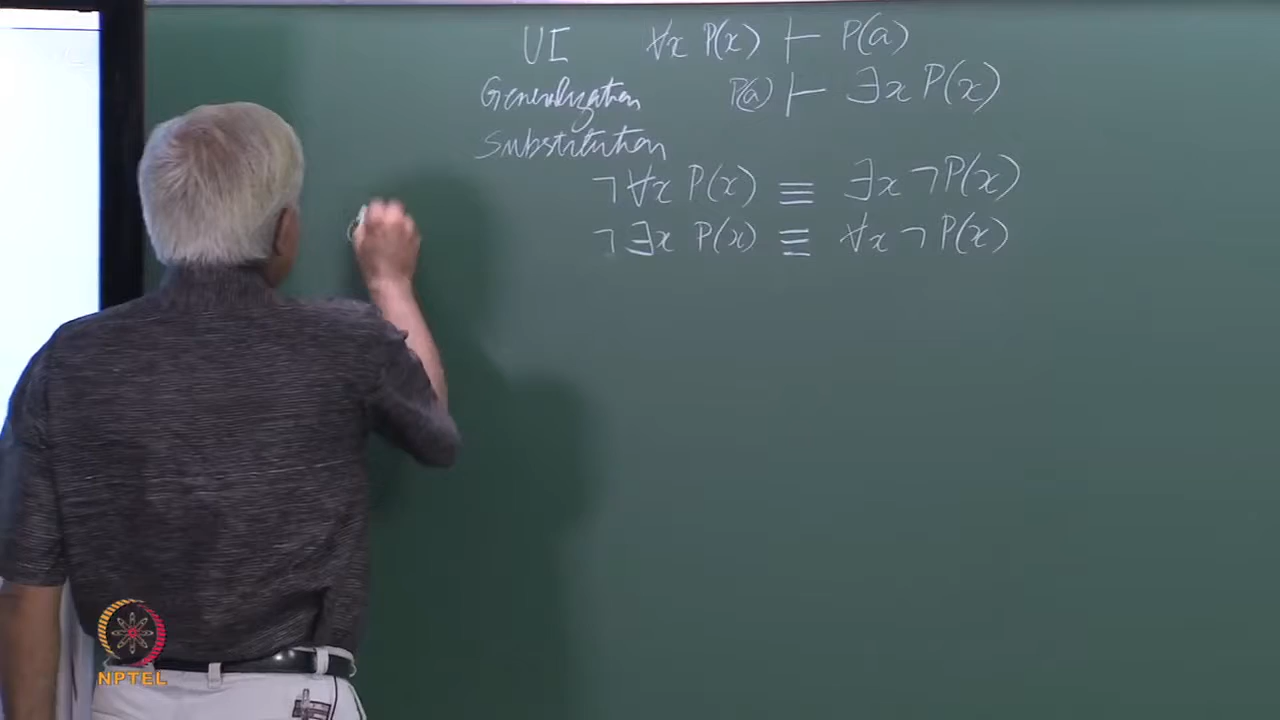 UI ∀x P(x) ⊢ P(a)
Generalization P(a) ⊢ ∃x P(x)
Substitution
¬∀x P(x) ≡ ∃x ¬P(x)
¬∃x P(x) ≡ ∀x ¬P(x)
NPTEL